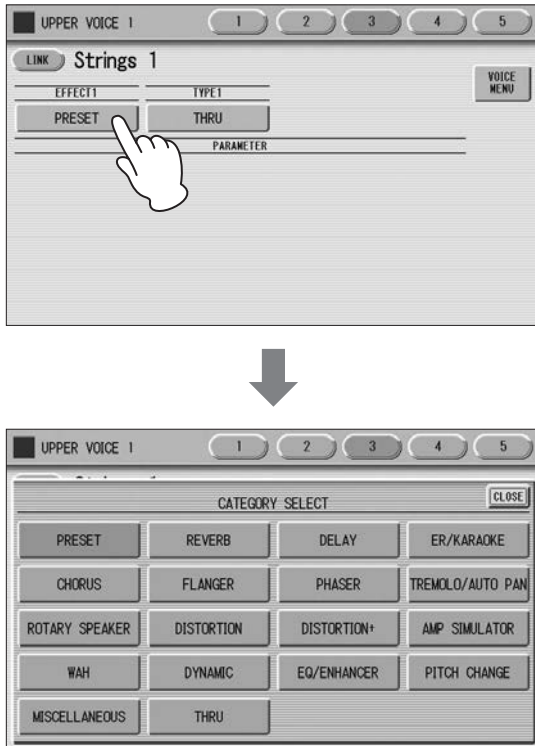 UPPER VOICE 1 1 2 3 4 5
LINK Strings 1
VOICE
MENU
EFFECT1 TYPE1
PRESET THRU
PARAMETER
UPPER VOICE 1 1 2 3 4 5
CATEGORY SELECT CLOSE
PRESET REVERB DELAY ER/KARAOKE
CHORUS FLANGER PHASER TREMOLO/AUTO PAN
ROTARY SPEAKER DISTORTION DISTORTION+ AMP SIMULATOR
WAH DYNAMIC EQ/ENHANCER PITCH CHANGE
MISCELLANEOUS THRU